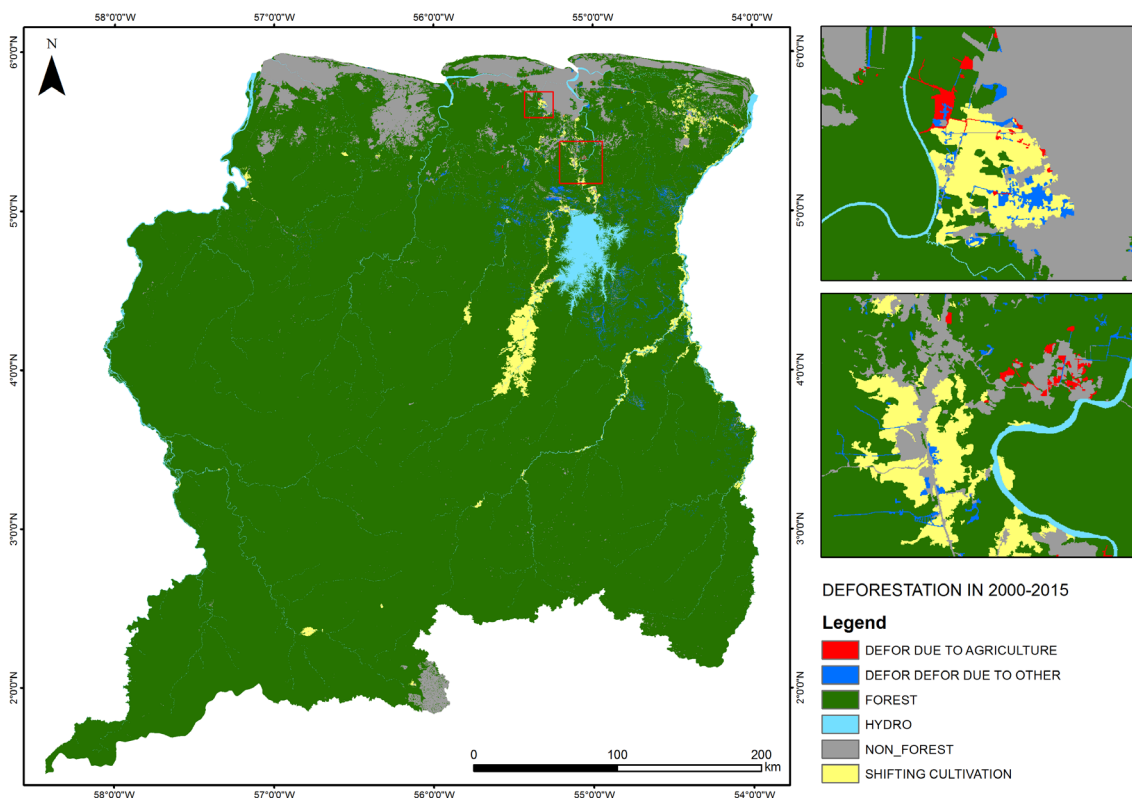 58°0'0"W 57°0'0"W 56°0'0"W 55°0'0"W 54°0'0"W
N
6°0'0"N
5°0'0"N
4°0'0"N
3°0'0"N
2°0'0"N
6°0'0"N
5°0'0"N
4°0'0"N
3°0'0"N
2°0'0"N
0 100 200
km
58°0'0"W 57°0'0"W 56°0'0"W 55°0'0"W 54°0'0"W
DEFORESTATION IN 2000-2015
Legend
DEFOR DUE TO AGRICULTURE
DEFOR DEFOR DUE TO OTHER
FOREST
HYDRO
NON_FOREST
SHIFTING CULTIVATION